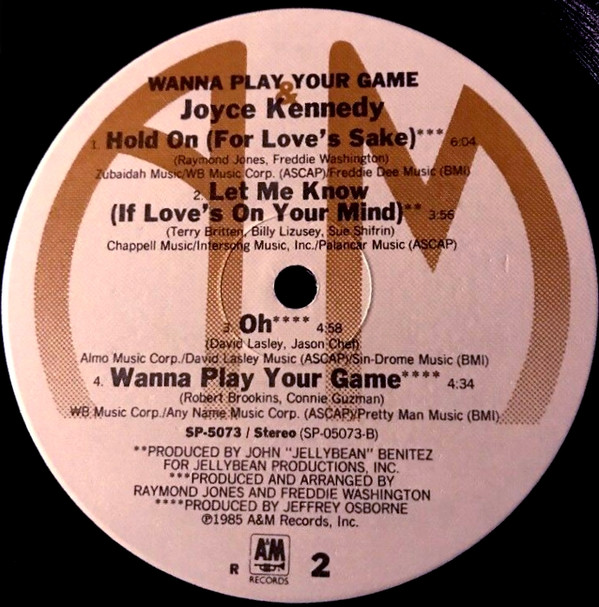 WANNA PLAY YOUR GAME
&
Joyce Kennedy
1. Hold On (For Love's Sake)*** 6:04
(Raymond Jones, Freddie Washington)
Zubaidah Music/WB Music Corp. (ASCAP)/Freddie Dee Music (BMI)
2. Let Me Know
(If Love's On Your Mind)** 3:56
(Terry Britten, Billy Lizusey, Sue Shifrin)
Chappell Music/Intersong Music, Inc./Palancar Music (ASCAP)
3. Oh**** 4:58
(David Lasley, Jason Chef)
Almo Music Corp./David Lasley Music (ASCAP)/Sin-Drome Music (BMI)
4. Wanna Play Your Game**** 4:34
(Robert Brookins, Connie Guzman)
WB Music Corp./Any Name Music Corp. (ASCAP)/Pretty Man Music (BMI)
SP-5073 / Stereo (SP-05073-B)
**PRODUCED BY JOHN "JELLYBEAN" BENITEZ
FOR JELLYBEAN PRODUCTIONS, INC.
***PRODUCED AND ARRANGED BY
RAYMOND JONES AND FREDDIE WASHINGTON
****PRODUCED BY JEFFREY OSBORNE
℗1985 A&M Records, Inc.
R A&M RECORDS 2